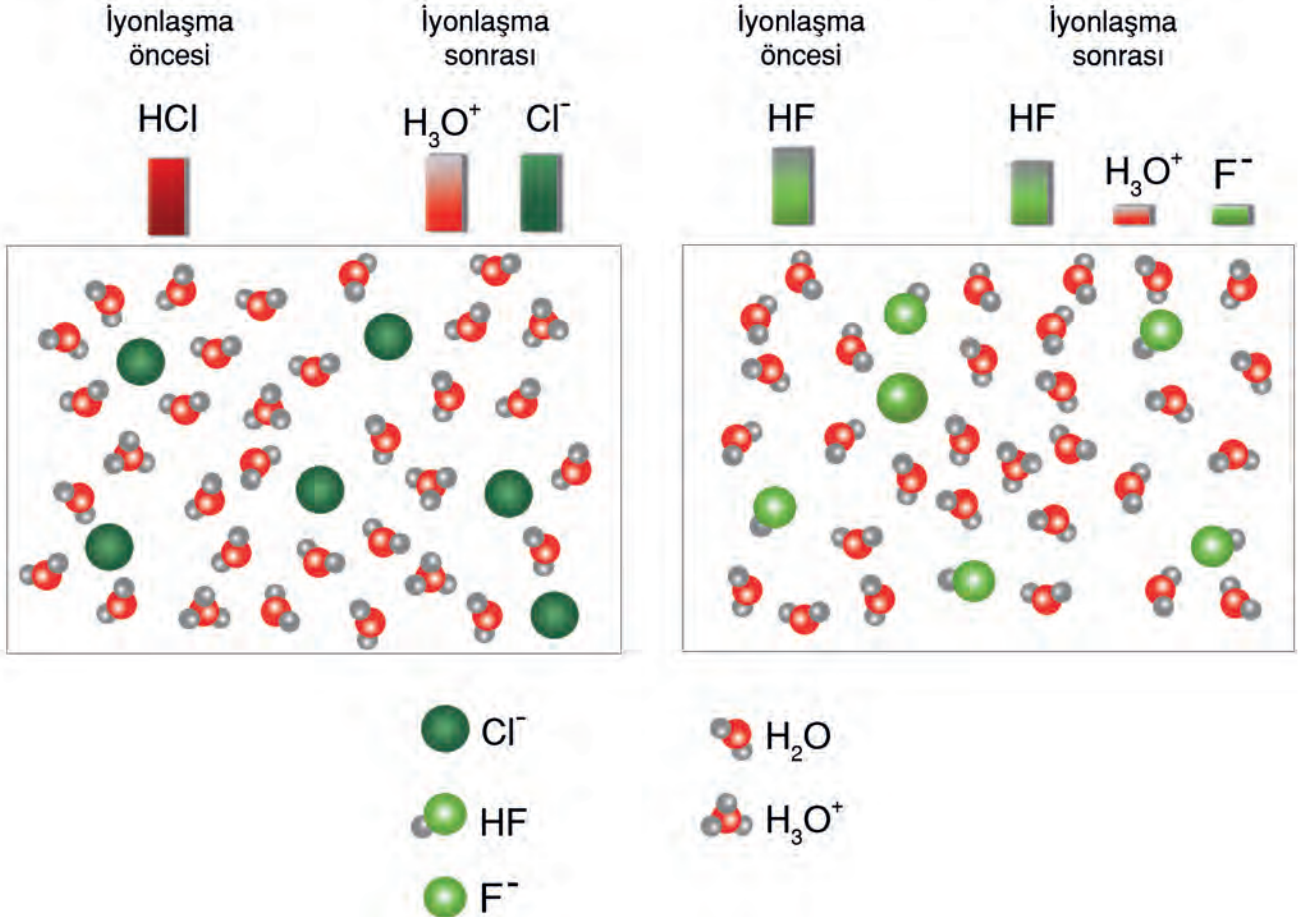 İyonlaşma
öncesi
İyonlaşma
sonrası
İyonlaşma
öncesi
İyonlaşma
sonrası
HCl
H₃O⁺
Cl⁻
HF
HF
H₃O⁺
F⁻
Cl⁻
HF
F⁻
H₂O
H₃O⁺